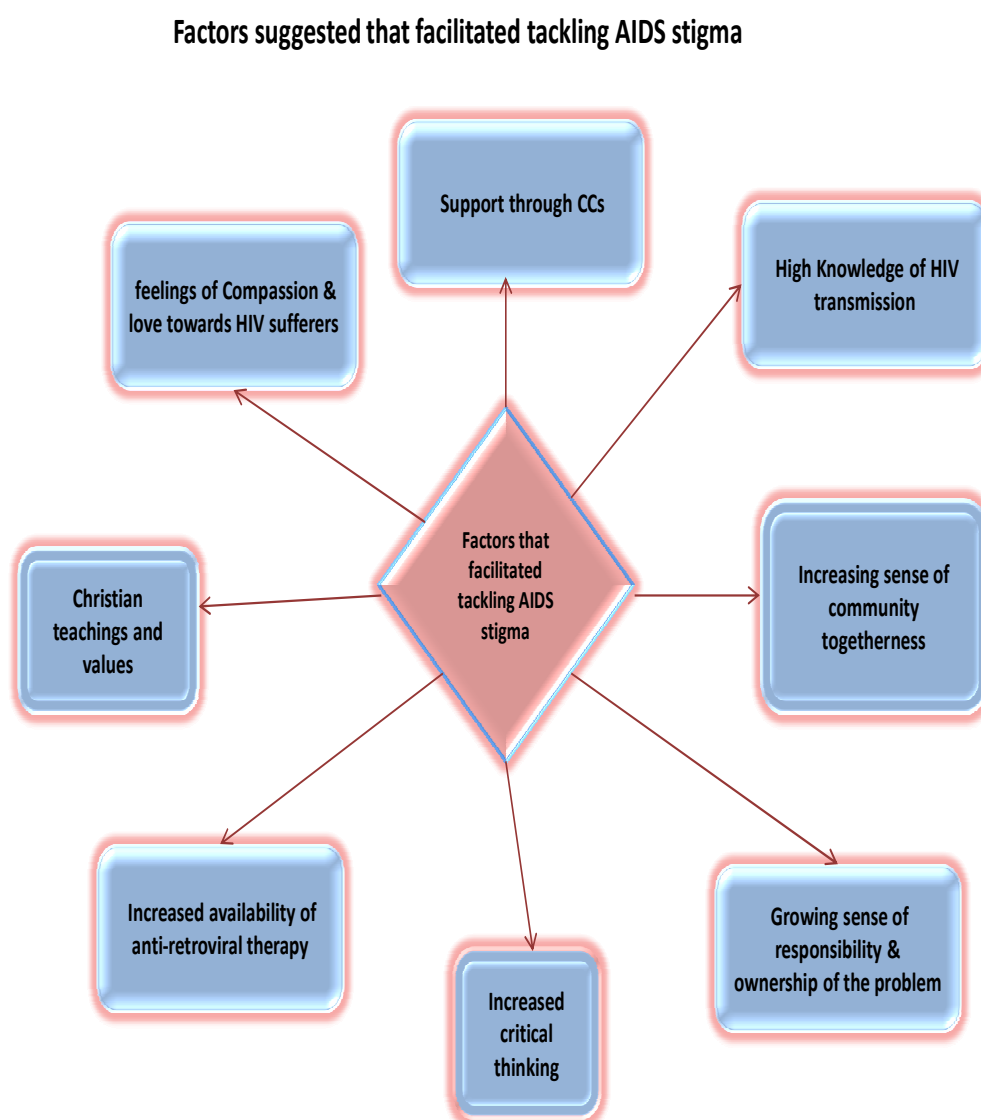 Factors suggested that facilitated tackling AIDS stigma
Support through CCs
High Knowledge of HIV
transmission
feelings of Compassion &
love towards HIV sufferers
Factors that
facilitated
tackling AIDS
stigma
Increasing sense of
community
togetherness
Christian
teachings and
values
Increased availability of
anti-retroviral therapy
Growing sense of
responsibility &
ownership of the problem
Increased
critical
thinking